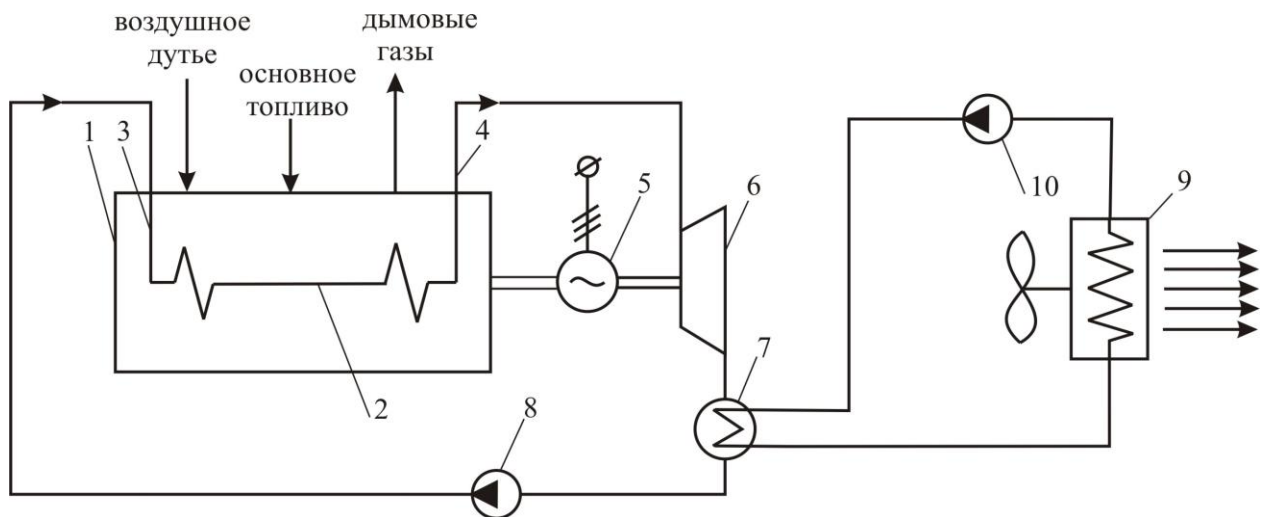 воздушное
дутье
основное
топливо
дымовые
газы
1
3
4
5
6
10
9
2
8
7